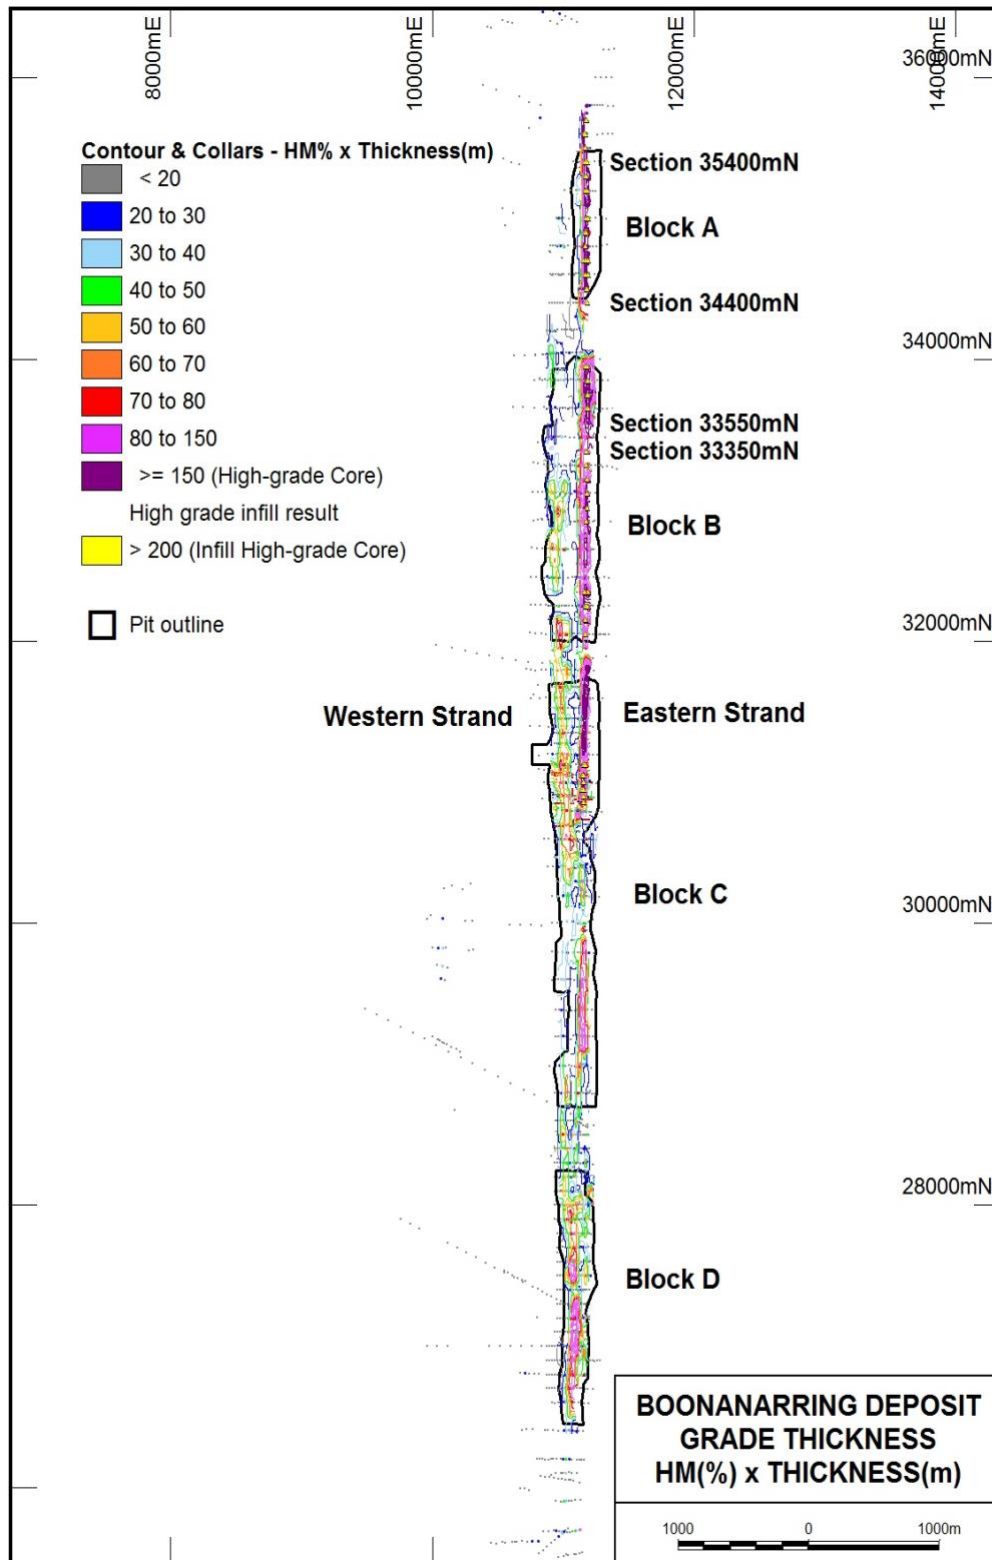 8000mE
10000mE
12000mE
14000mE
36000mN
Contour & Collars - HM% x Thickness(m)
< 20
20 to 30
30 to 40
40 to 50
50 to 60
60 to 70
70 to 80
80 to 150
>= 150 (High-grade Core)
High grade infill result
> 200 (Infill High-grade Core)
Pit outline
Section 35400mN
Block A
Section 34400mN
34000mN
Section 33550mN
Section 33350mN
Block B
32000mN
Western Strand
Eastern Strand
Block C
30000mN
28000mN
Block D
BOONANARRING DEPOSIT
GRADE THICKNESS
HM(%) x THICKNESS(m)
1000 0 1000m